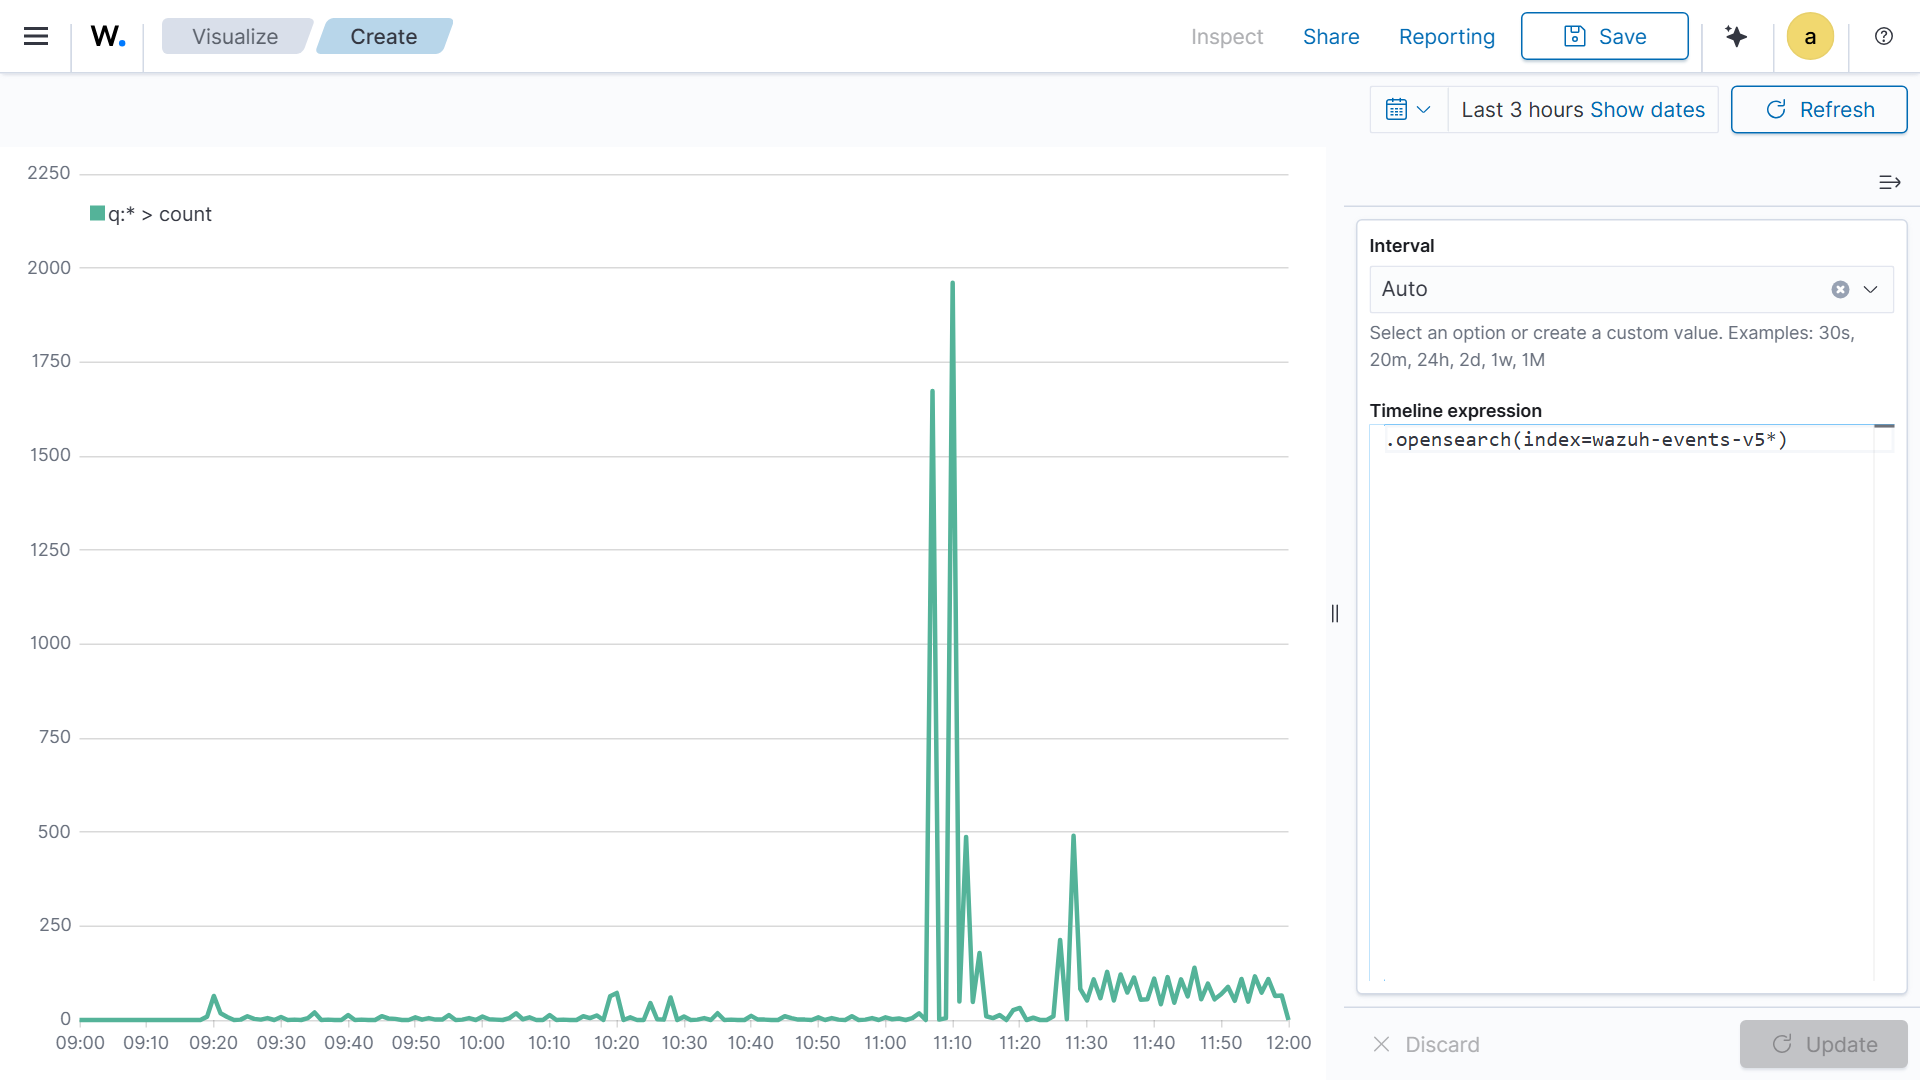 W.
Visualize
Create
Inspect
Share
Reporting
Save
a
Last 3 hours Show dates
Refresh
2250
2000
1750
1500
1250
1000
750
500
250
0
q:* > count
09:00 09:10 09:20 09:30 09:40 09:50 10:00 10:10 10:20 10:30 10:40 10:50 11:00 11:10 11:20 11:30 11:40 11:50 12:00
Interval
Auto
Select an option or create a custom value. Examples: 30s,
20m, 24h, 2d, 1w, 1M
Timeline expression
.opensearch(index=wazuh-events-v5*)
Discard
Update